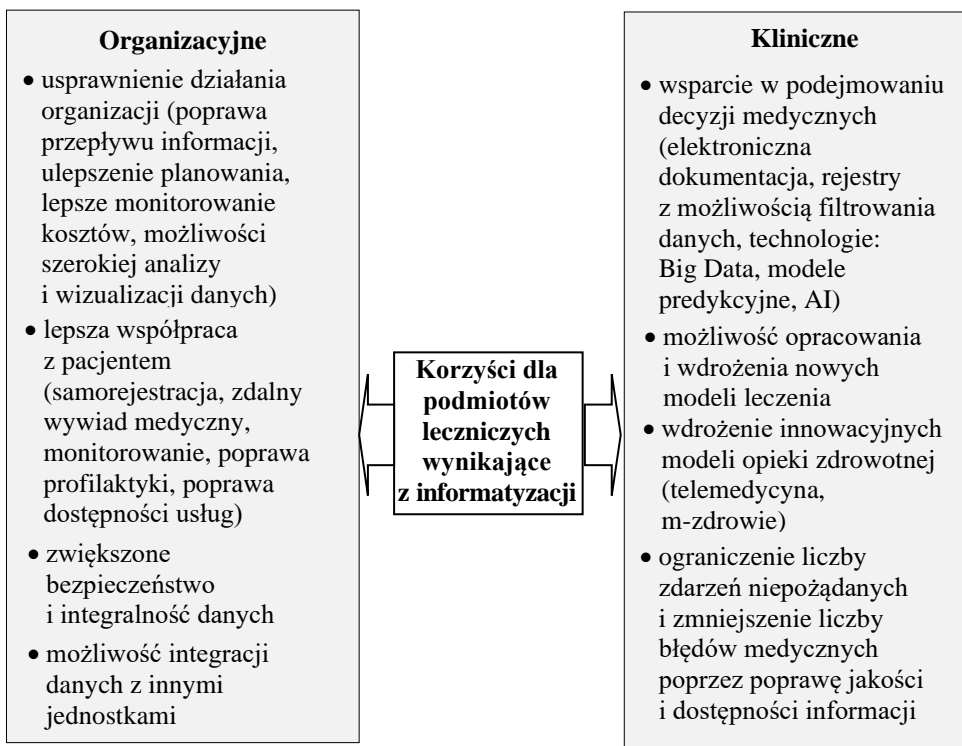 Organizacyjne
• usprawnienie działania
organizacji (poprawa
przepływu informacji,
ulepszenie planowania,
lepsze monitorowanie
kosztów, możliwości
szerokiej analizy
i wizualizacji danych)
• lepsza współpraca
z pacjentem
(samorejestracja, zdalny
wywiad medyczny,
monitorowanie, poprawa
profilaktyki, poprawa
dostępności usług)
• zwiększone
bezpieczeństwo
i integralność danych
• możliwość integracji
danych z innymi
jednostkami
Korzyści dla
podmiotów
leczniczych
wynikające
z informatyzacji
Kliniczne
• wsparcie w podejmowaniu
decyzji medycznych
(elektroniczna
dokumentacja, rejestry
z możliwością filtrowania
danych, technologie:
Big Data, modele
predykcyjne, AI)
• możliwość opracowania
i wdrożenia nowych
modeli leczenia
• wdrożenie innowacyjnych
modeli opieki zdrowotnej
(telemedycyna,
m-zdrowie)
• ograniczenie liczby
zdarzeń niepożądanych
i zmniejszenie liczby
błędów medycznych
poprzez poprawę jakości
i dostępności informacji